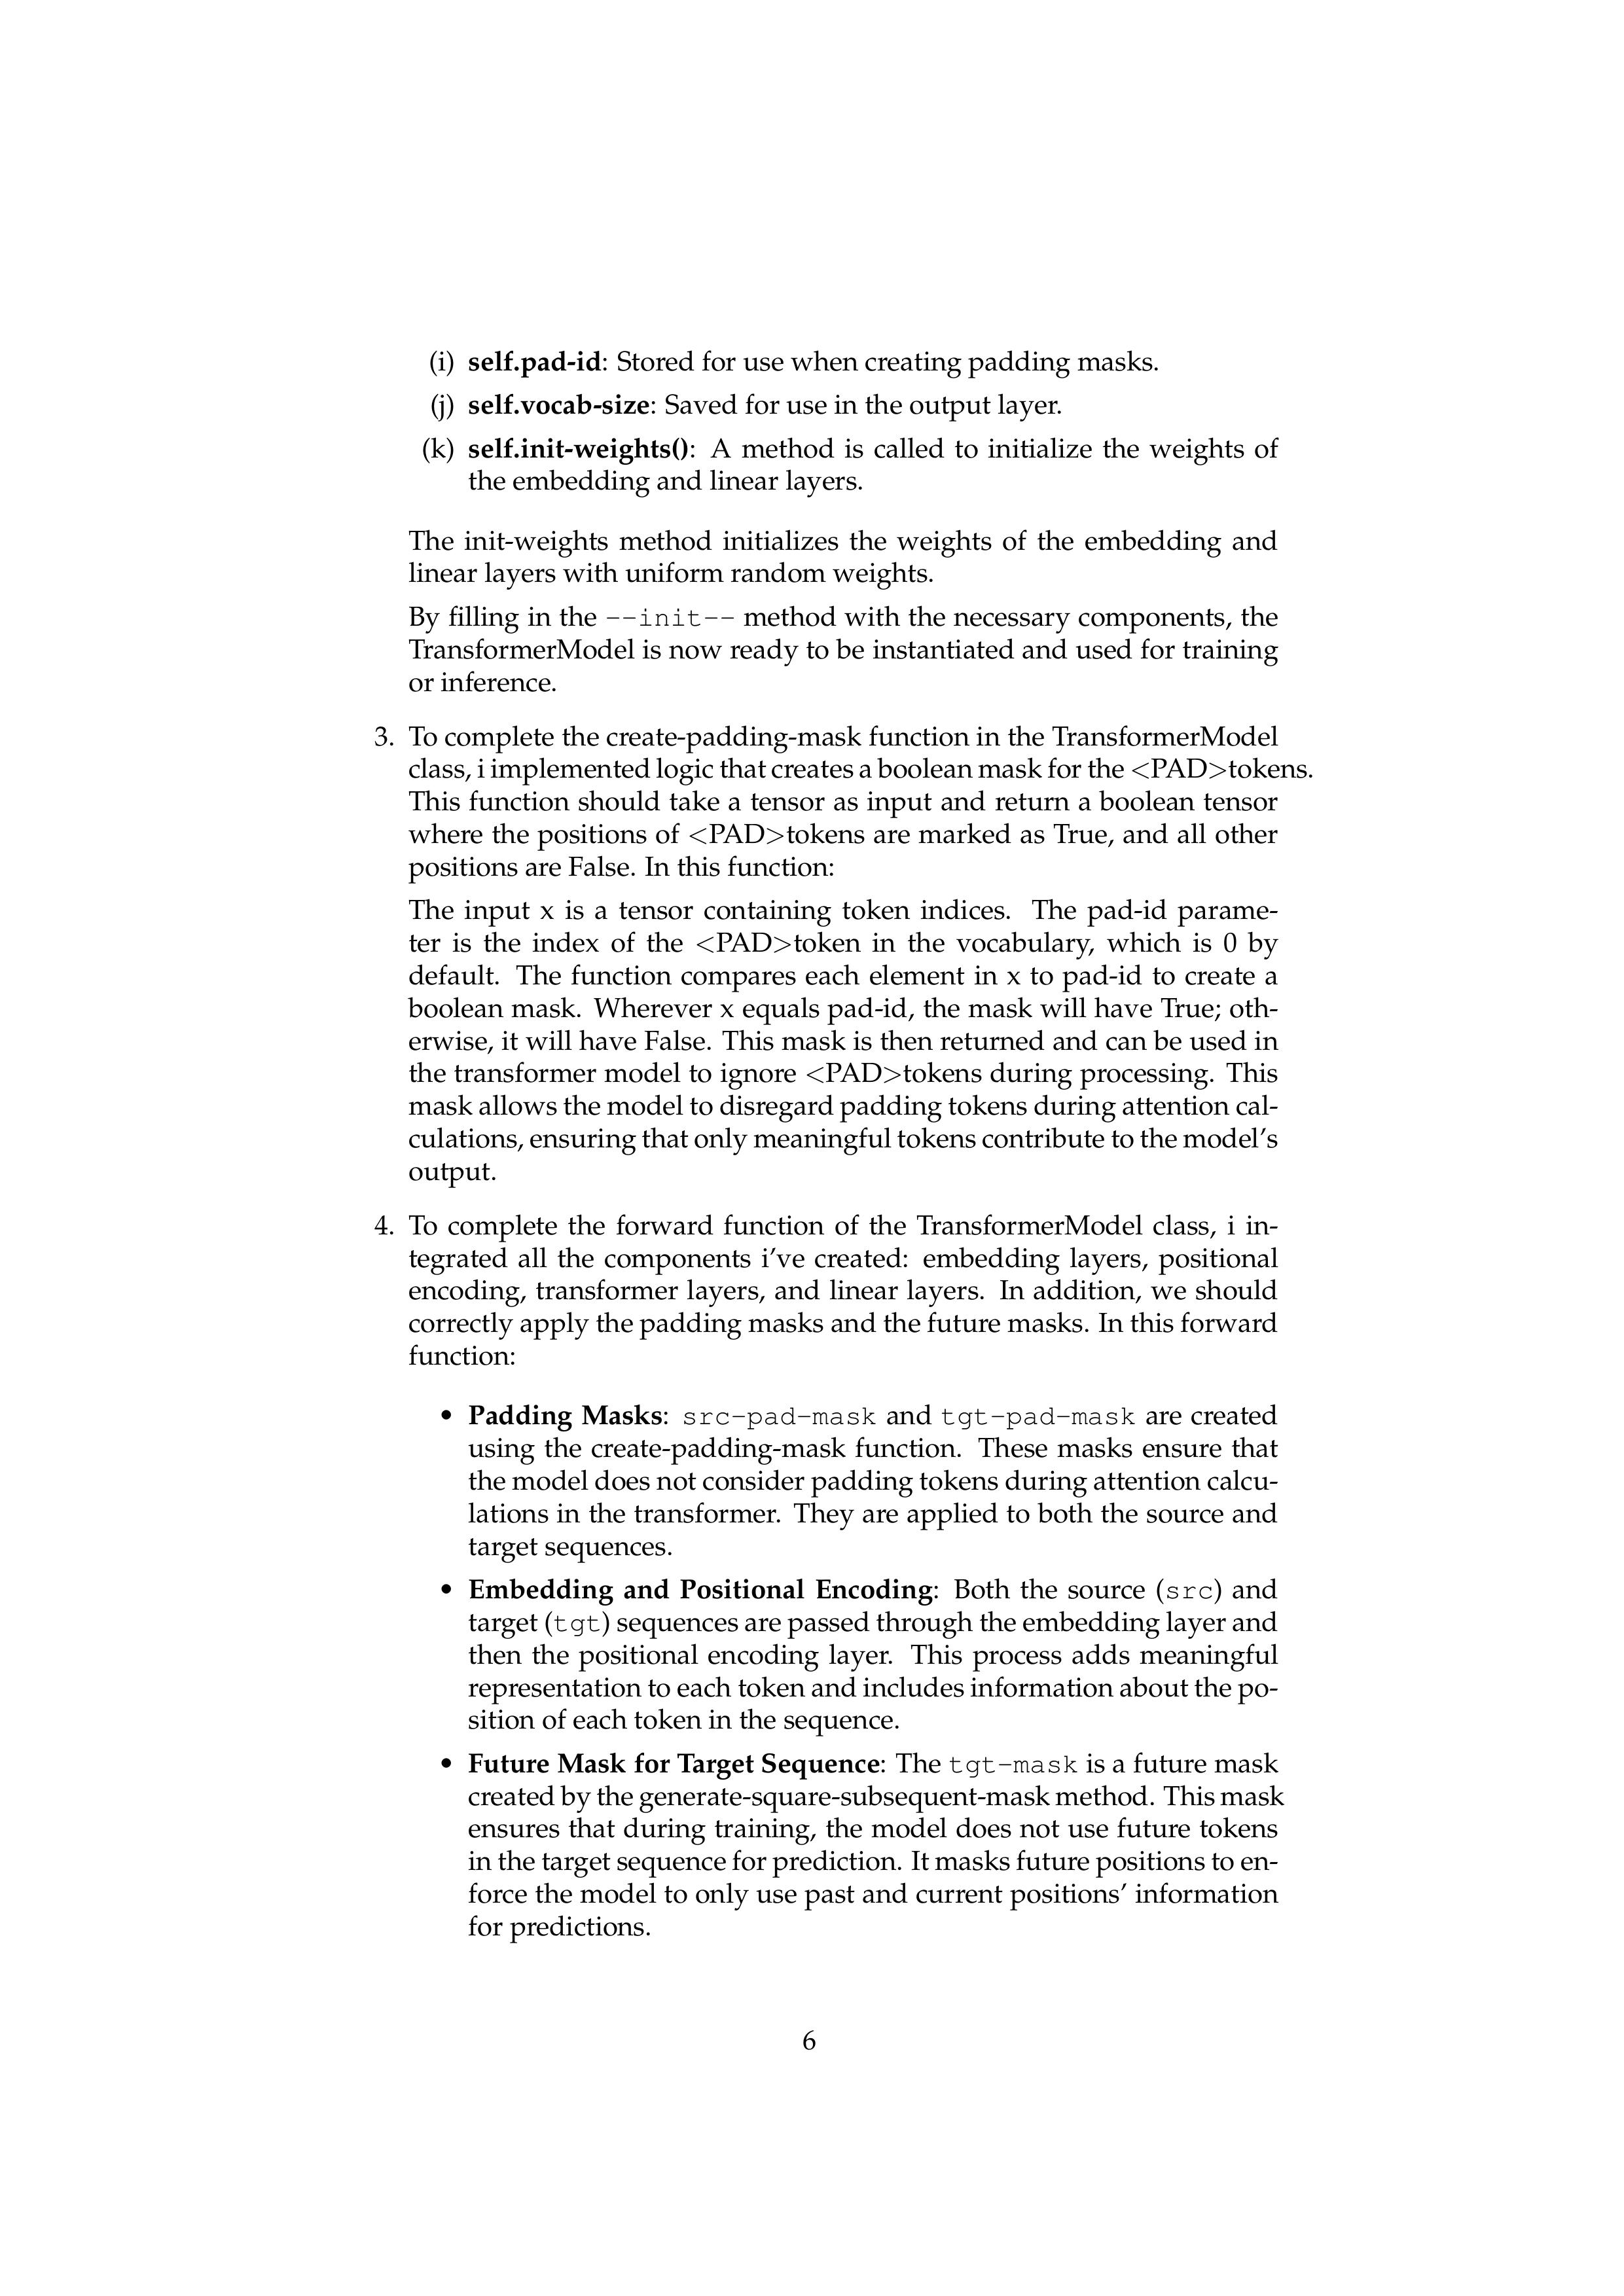 (i) self.pad-id: Stored for use when creating padding masks.
(j) self.vocab-size: Saved for use in the output layer.
(k) self.init-weights(): A method is called to initialize the weights of
the embedding and linear layers.
The init-weights method initializes the weights of the embedding and
linear layers with uniform random weights.
By filling in the --init-- method with the necessary components, the
TransformerModel is now ready to be instantiated and used for training
or inference.
3. To complete the create-padding-mask function in the TransformerModel
class, i implemented logic that creates a boolean mask for the <PAD>tokens.
This function should take a tensor as input and return a boolean tensor
where the positions of <PAD>tokens are marked as True, and all other
positions are False. In this function:
The input x is a tensor containing token indices. The pad-id parame-
ter is the index of the <PAD>token in the vocabulary, which is 0 by
default. The function compares each element in x to pad-id to create a
boolean mask. Wherever x equals pad-id, the mask will have True; oth-
erwise, it will have False. This mask is then returned and can be used in
the transformer model to ignore <PAD>tokens during processing. This
mask allows the model to disregard padding tokens during attention cal-
culations, ensuring that only meaningful tokens contribute to the model's
output.
4. To complete the forward function of the TransformerModel class, i in-
tegrated all the components i've created: embedding layers, positional
encoding, transformer layers, and linear layers. In addition, we should
correctly apply the padding masks and the future masks. In this forward
function:
• Padding Masks: src-pad-mask and tgt-pad-mask are created
using the create-padding-mask function. These masks ensure that
the model does not consider padding tokens during attention calcu-
lations in the transformer. They are applied to both the source and
target sequences.
• Embedding and Positional Encoding: Both the source (src) and
target (tgt) sequences are passed through the embedding layer and
then the positional encoding layer. This process adds meaningful
representation to each token and includes information about the po-
sition of each token in the sequence.
• Future Mask for Target Sequence: The tgt-mask is a future mask
created by the generate-square-subsequent-mask method. This mask
ensures that during training, the model does not use future tokens
in the target sequence for prediction. It masks future positions to en-
force the model to only use past and current positions' information
for predictions.
6